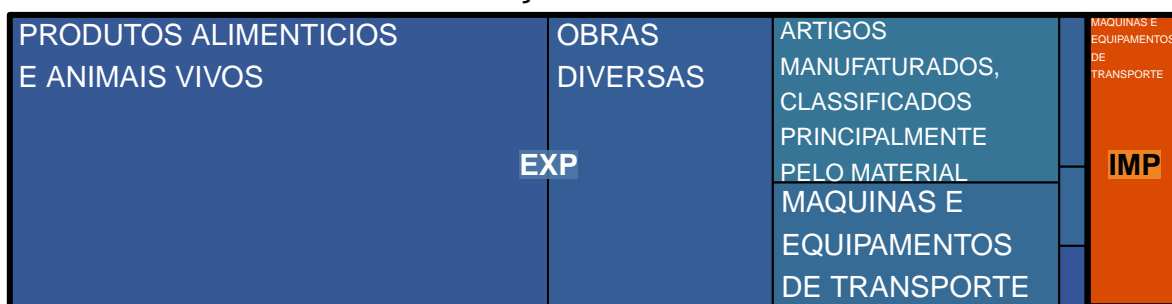 PRODUTOS ALIMENTICIOS
E ANIMAIS VIVOS
OBRAS
DIVERSAS
ARTIGOS
MANUFATURADOS,
CLASSIFICADOS
PRINCIPALMENTE
PELO MATERIAL
MAQUINAS E
EQUIPAMENTOS
DE TRANSPORTE
EXP
MAQUINAS E
EQUIPAMENTOS
DE
TRANSPORTE
IMP